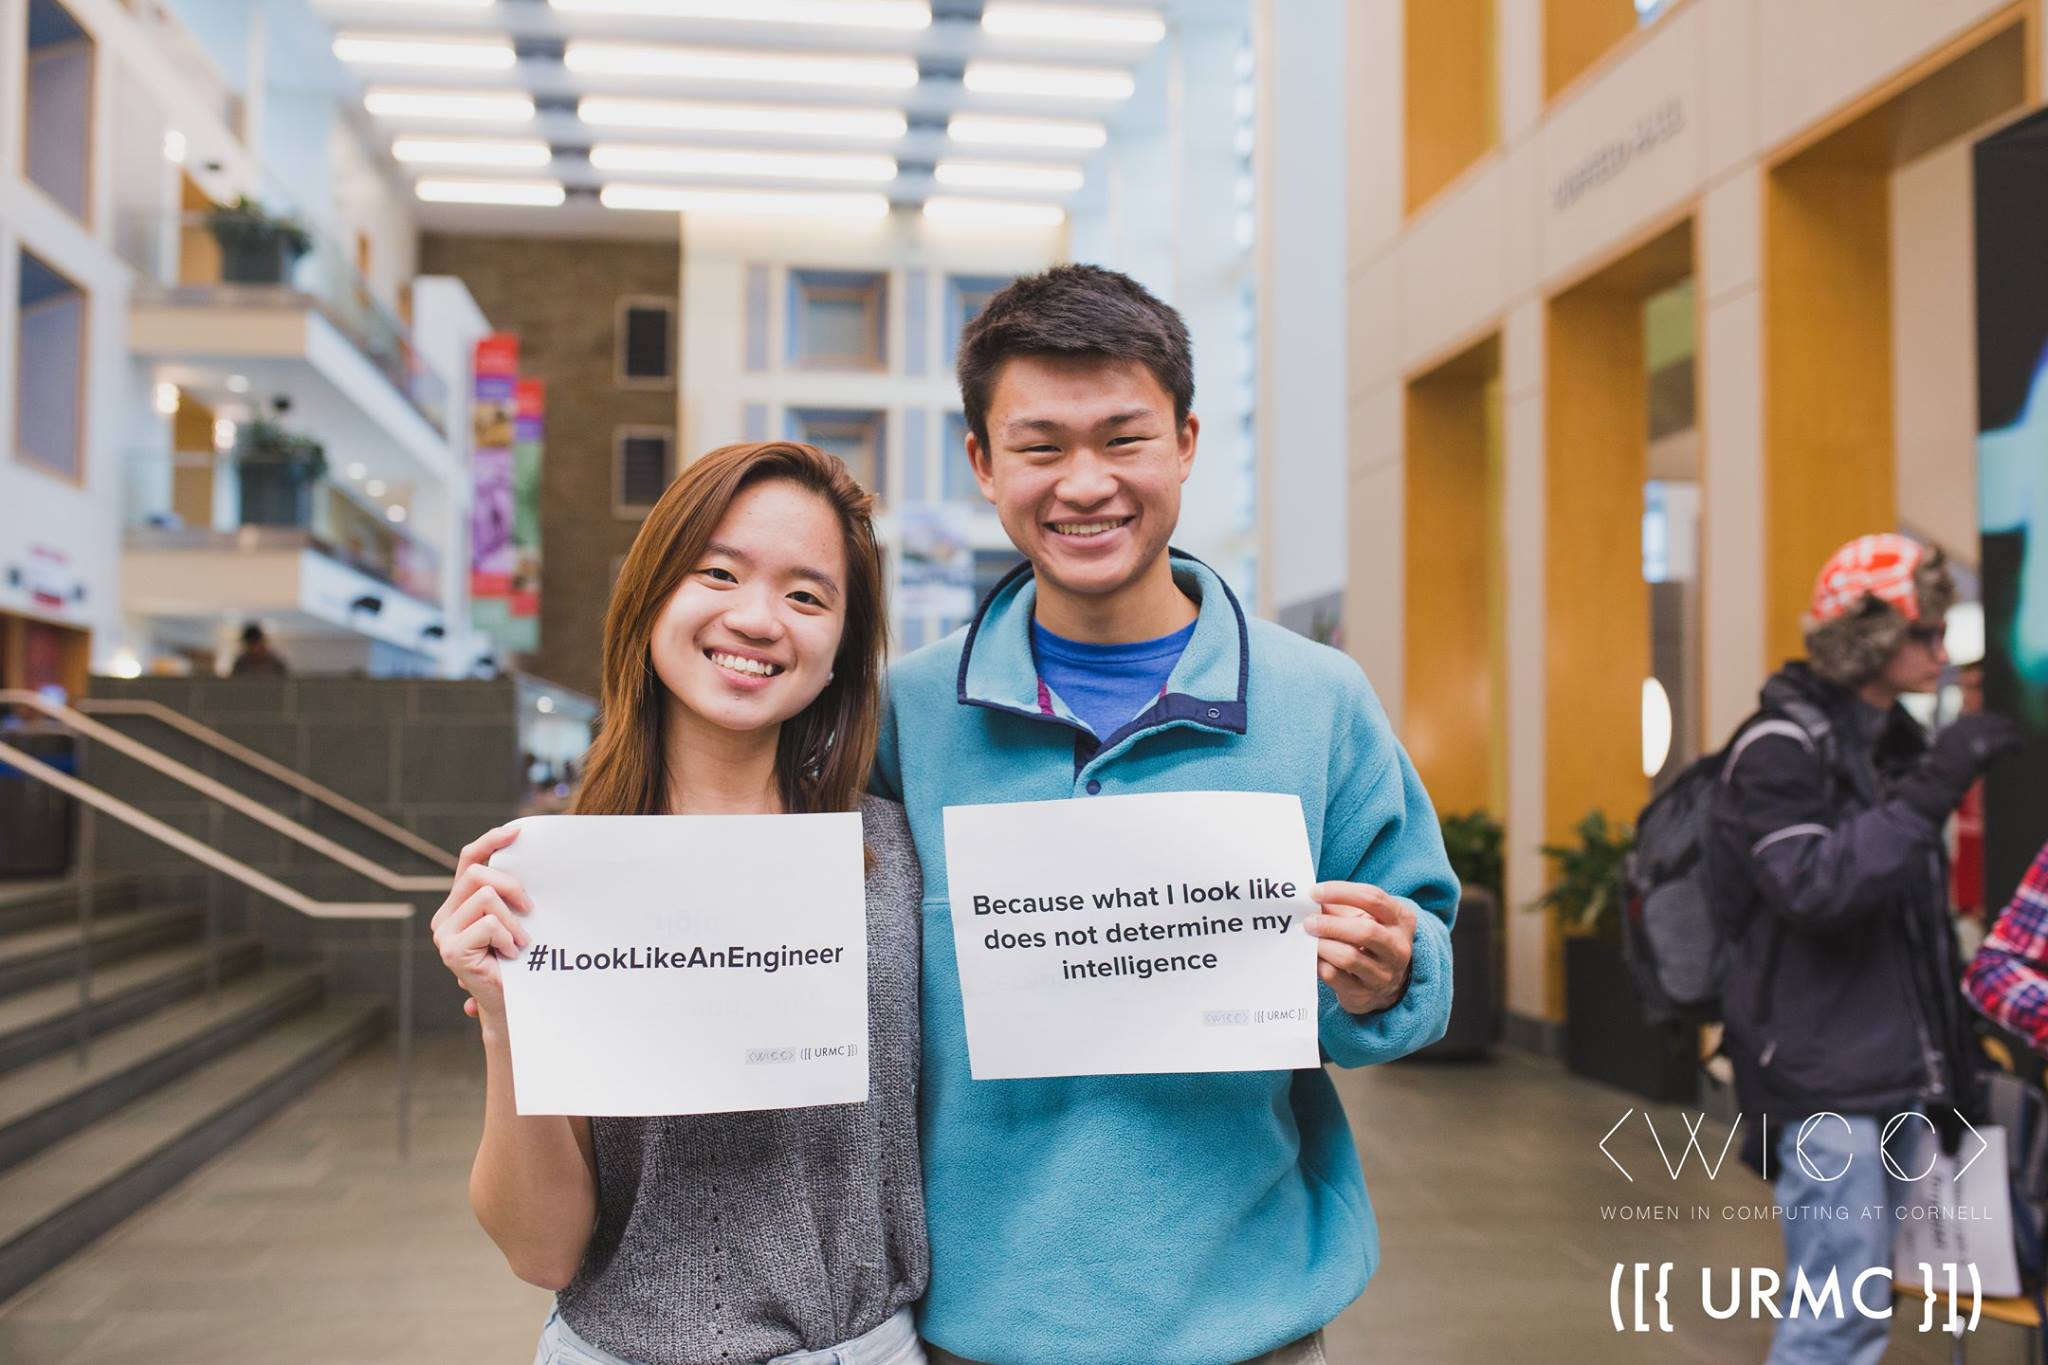 #ILookLikeAnEngineer
<WICC> ([{ URMC }])
Because what I look like
does not determine my
intelligence
<WICC> ([{ URMC }])
<WICC>
WOMEN IN COMPUTING AT CORNELL
([{ URMC }])